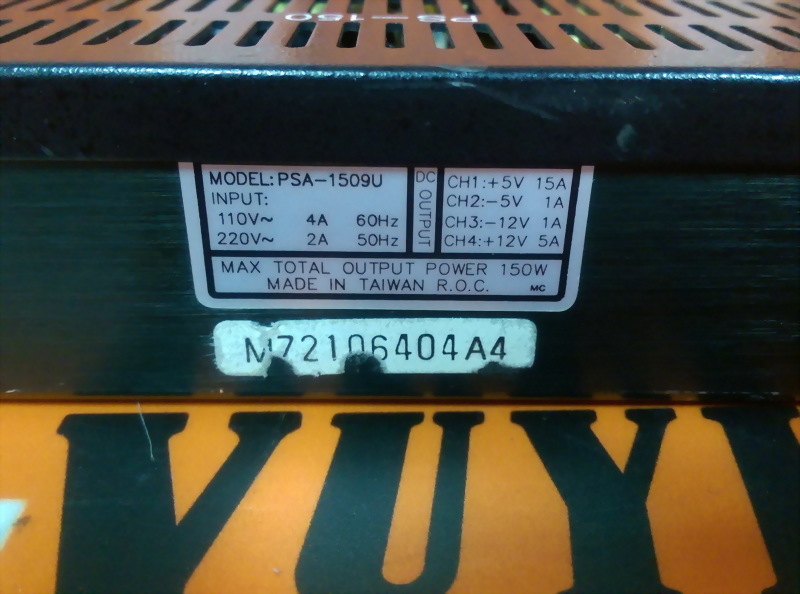 PS-150
MODEL:PSA-1509U
INPUT:
110V~ 4A 60Hz
220V~ 2A 50Hz
DC OUTPUT
CH1:+5V 15A
CH2:-5V 1A
CH3:-12V 1A
CH4:+12V 5A
MAX TOTAL OUTPUT POWER 150W
MADE IN TAIWAN R.O.C. MC
M72106404A4
VUY